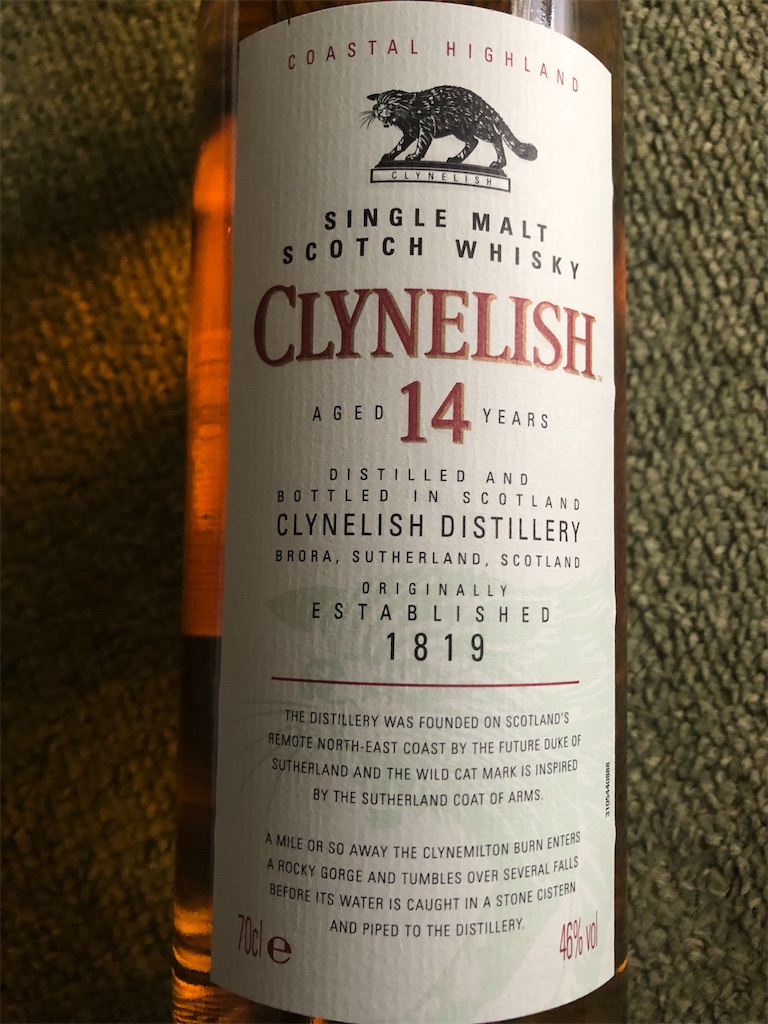 COASTAL HIGHLAND
CLYNELISH
SINGLE MALT
SCOTCH WHISKY
CLYNELISH™
AGED 14 YEARS
DISTILLED AND
BOTTLED IN SCOTLAND
CLYNELISH DISTILLERY
BRORA, SUTHERLAND, SCOTLAND
ORIGINALLY
ESTABLISHED
1819
THE DISTILLERY WAS FOUNDED ON SCOTLAND'S
REMOTE NORTH-EAST COAST BY THE FUTURE DUKE OF
SUTHERLAND AND THE WILD CAT MARK IS INSPIRED
BY THE SUTHERLAND COAT OF ARMS.
A MILE OR SO AWAY THE CLYNEMILTON BURN ENTERS
A ROCKY GORGE AND TUMBLES OVER SEVERAL FALLS
BEFORE ITS WATER IS CAUGHT IN A STONE CISTERN
AND PIPED TO THE DISTILLERY.
70cl e
46% vol